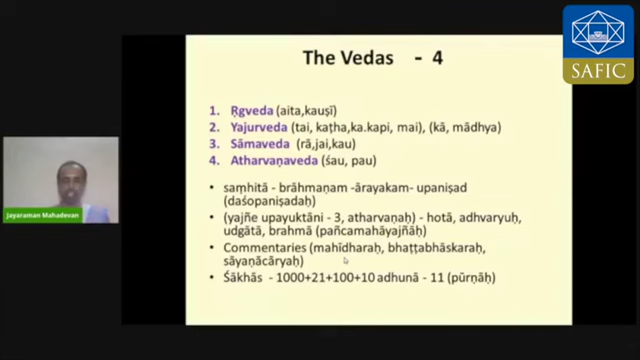 The Vedas - 4
SAFIC
1. Ṛgveda (aita,kauṣī)
2. Yajurveda (tai, kaṭha,ka.kapi, mai), (kā, mādhya)
3. Sāmaveda (rā,jai,kau)
4. Atharvaṇaveda (śau, pau)
• saṃhitā - brāhmaṇam -ārayakam- upaniṣad
(daśopaniṣadaḥ)
• (yajñe upayuktāni - 3, atharvaṇaḥ) - hotā, adhvaryuḥ,
udgātā, brahmā (pañcamahāyajñāḥ)
• Commentaries (mahīdharaḥ, bhaṭṭabhāskaraḥ,
sāyaṇācāryaḥ)
• Śākhās - 1000+21+100+10 adhunā - 11 (pūrṇāḥ)
Jayaraman Mahadevan